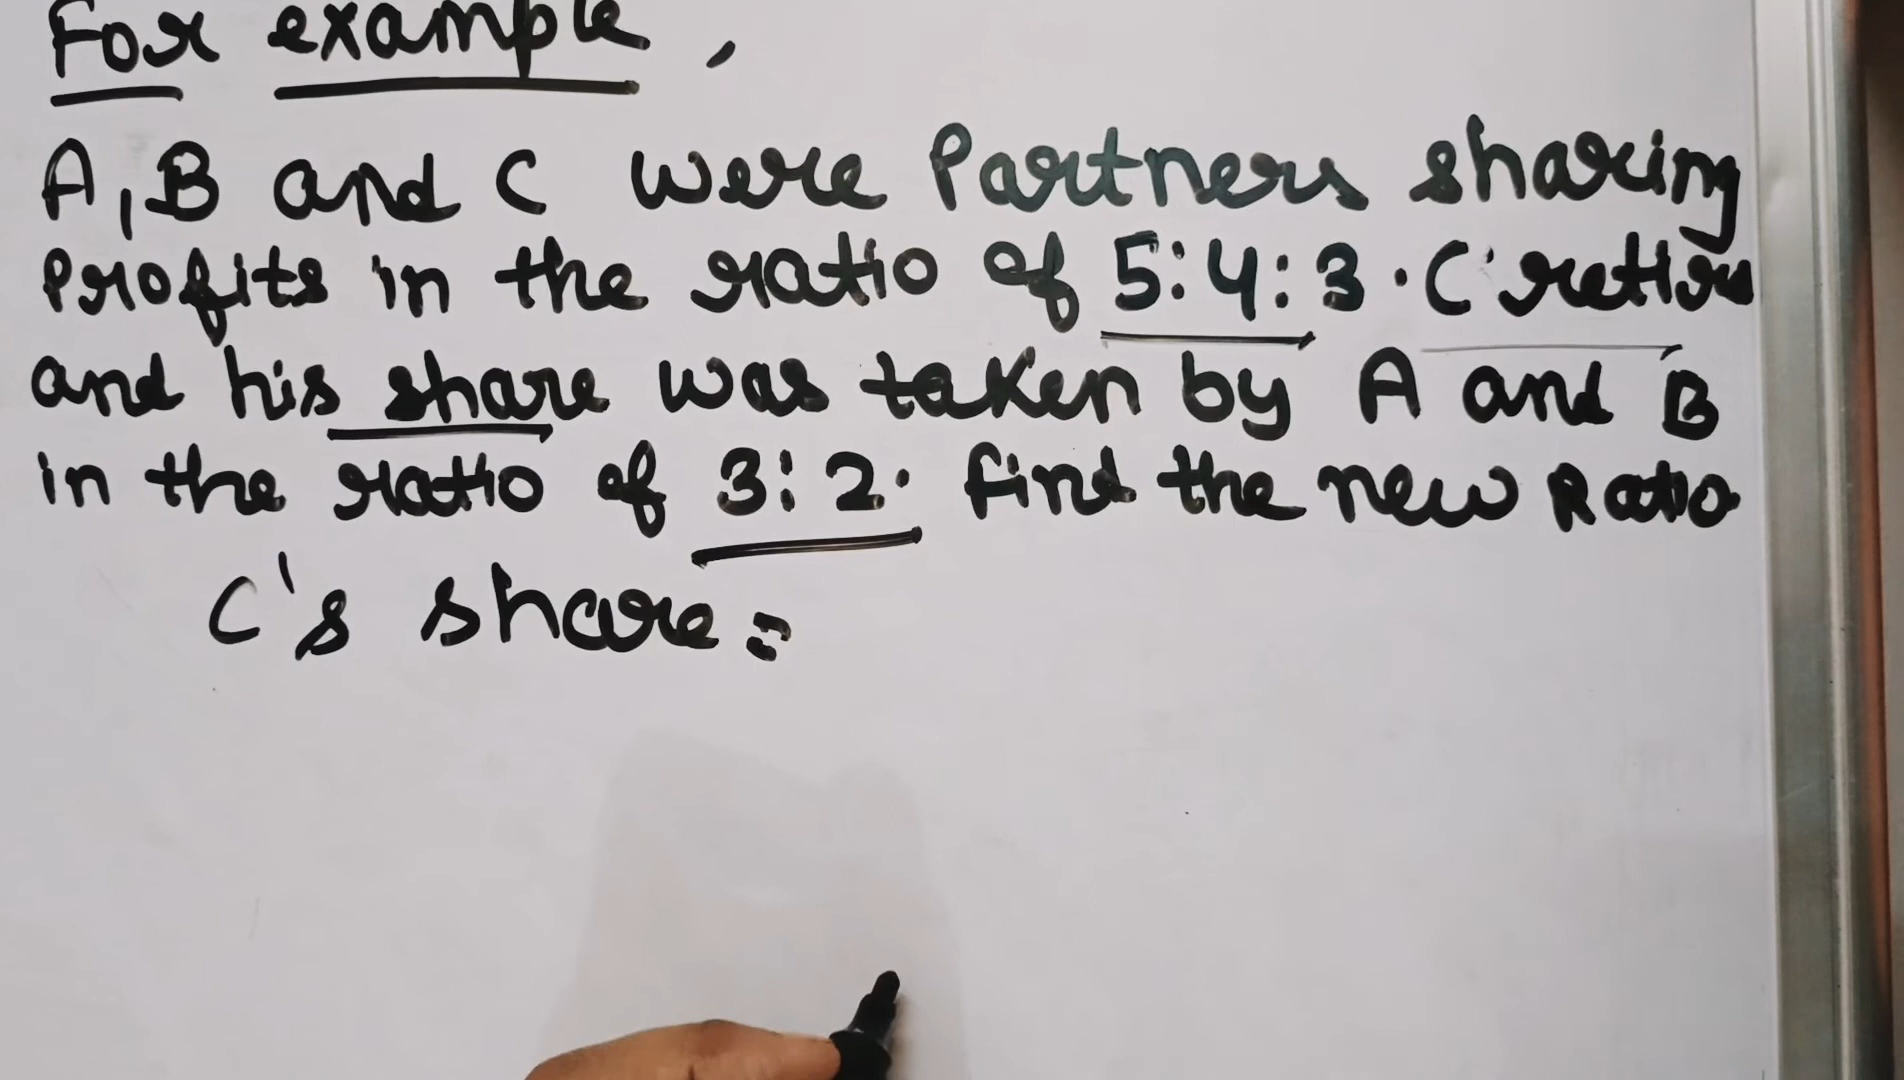 For example,
A, B and C were Partners sharing
Profits in the ratio of 5:4:3. C retires
and his share was taken by A and B
in the ratio of 3:2. find the new Ratio
C's share =